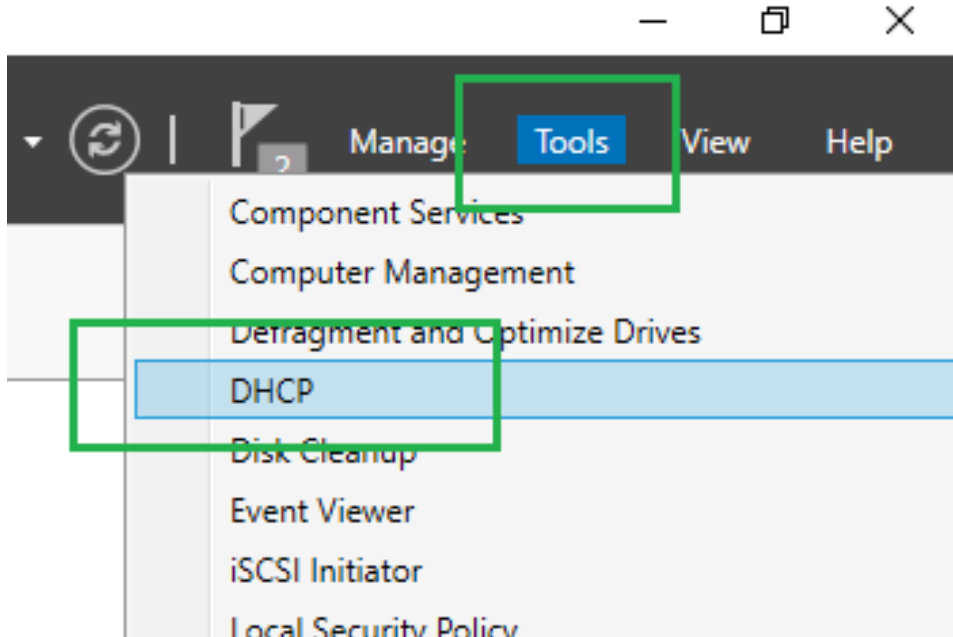 2 Manage Tools View Help
Component Services
Computer Management
Defragment and Optimize Drives
DHCP
Disk Cleanup
Event Viewer
iSCSI Initiator
Local Security Policy